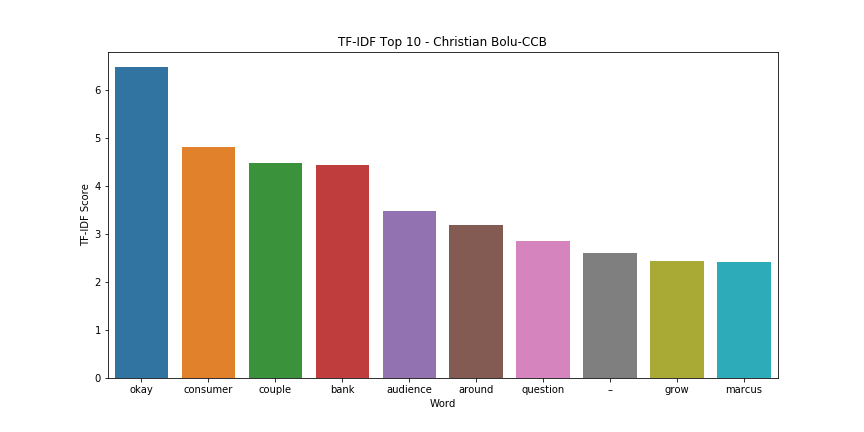 TF-IDF Top 10 - Christian Bolu-CCB
TF-IDF Score
6
5
4
3
2
1
0
okay consumer couple bank audience around question – grow marcus
Word